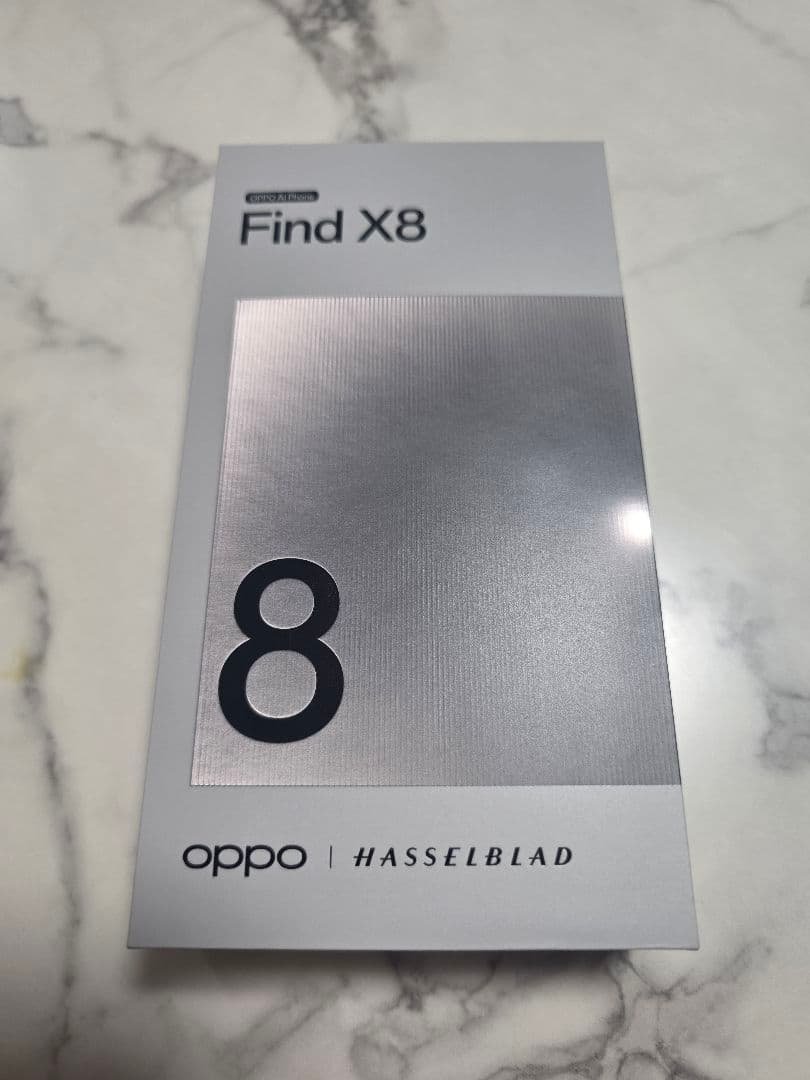 OPPO AI Phone
Find X8
8
oppo | HASSELBLAD